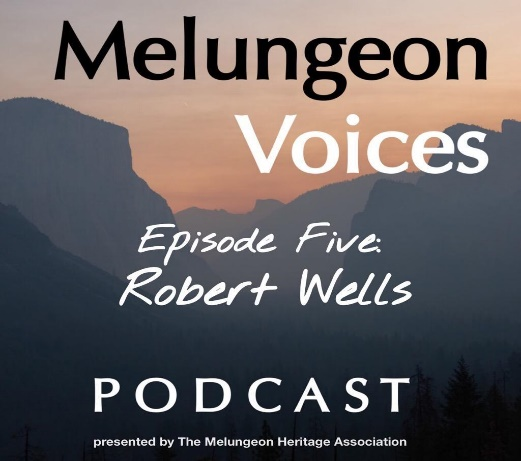 Melungeon
Voices
Episode Five:
Robert Wells
PODCAST
presented by The Melungeon Heritage Association